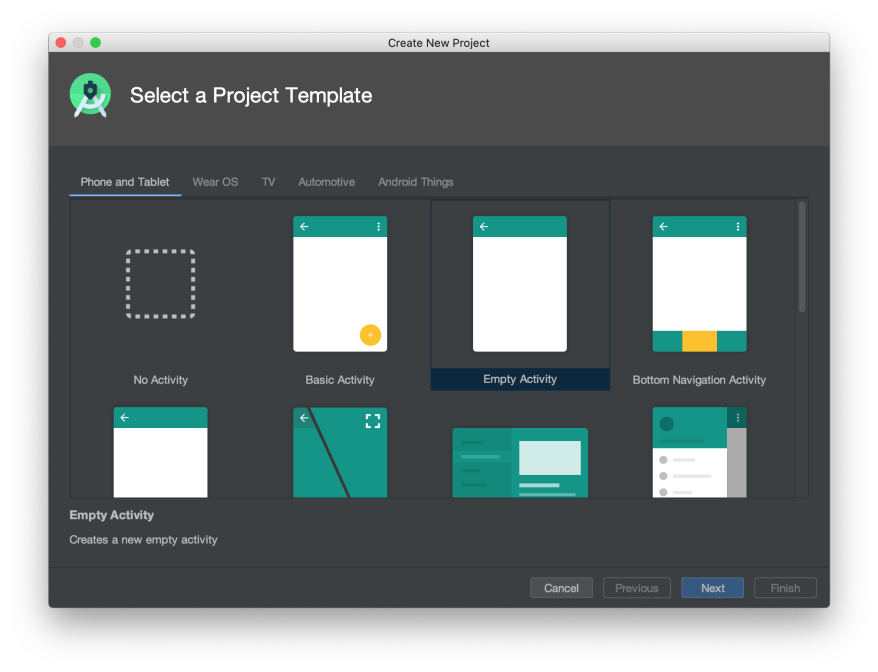 Create New Project
Select a Project Template
Phone and Tablet Wear OS TV Automotive Android Things
No Activity Basic Activity Empty Activity Bottom Navigation Activity
Empty Activity
Creates a new empty activity
Cancel Previous Next Finish